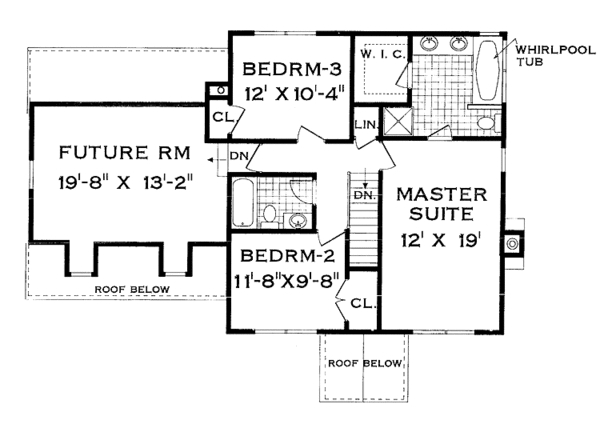 BEDRM-3
12' X 10'-4"
W. I. C.
WHIRLPOOL
TUB
CL.
LIN.
FUTURE RM
19'-8" X 13'-2"
DN
DN.
MASTER
SUITE
12' X 19'
BEDRM-2
11'-8"X9'-8"
CL.
ROOF BELOW
ROOF BELOW